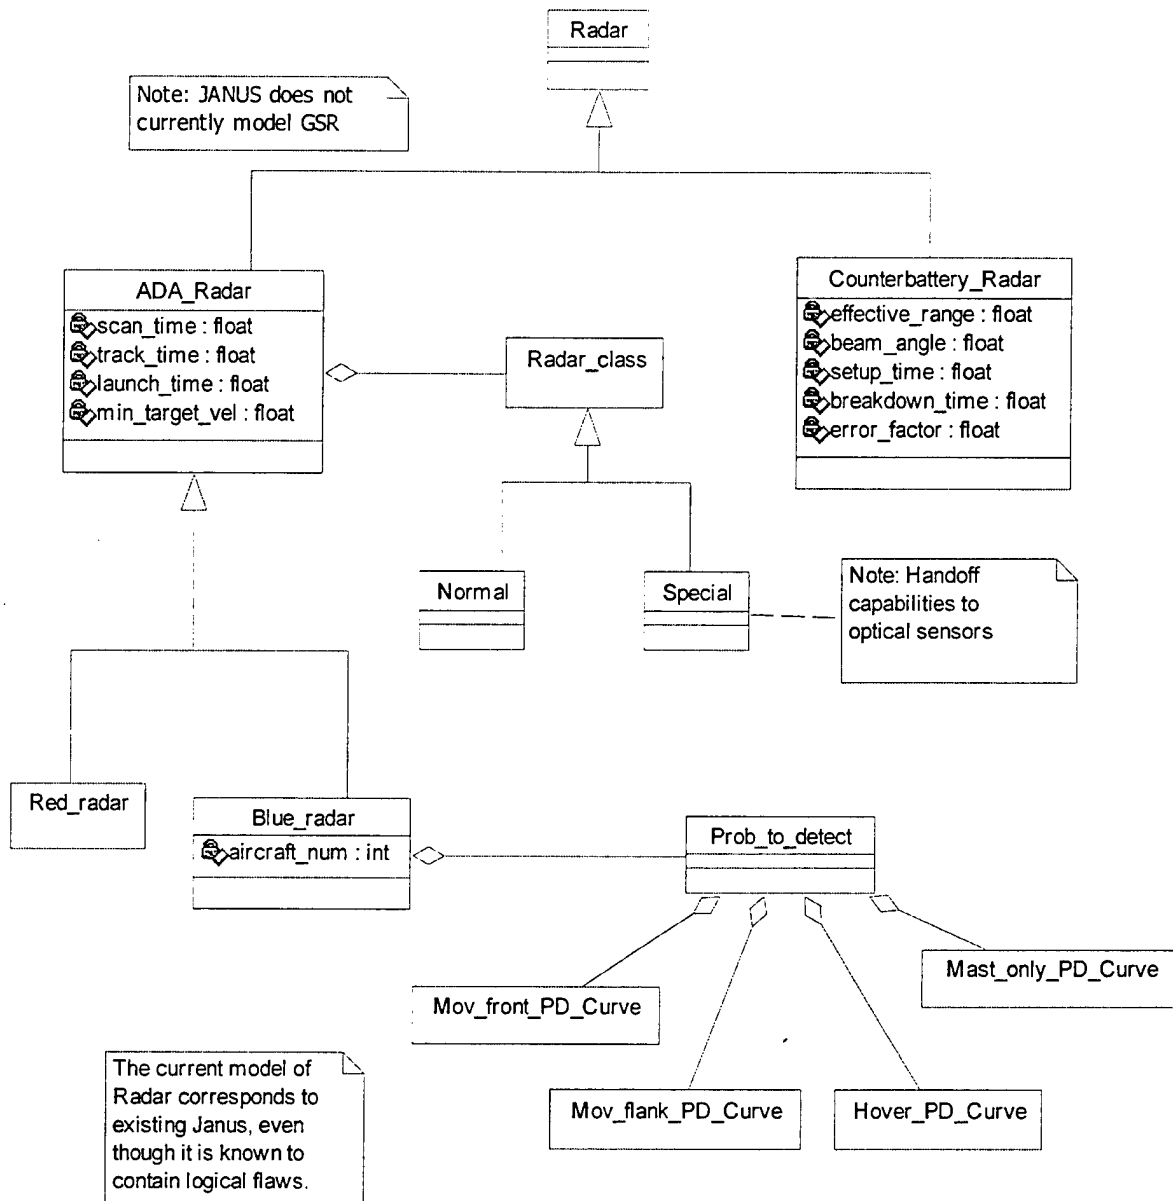 Radar
Note: JANUS does not
currently model GSR
ADA_Radar
scan_time : float
track_time : float
launch_time : float
min_target_vel : float
Radar_class
Counterbattery_Radar
effective_range : float
beam_angle : float
setup_time : float
breakdown_time : float
error_factor : float
Normal
Special
Note: Handoff
capabilities to
optical sensors
Red_radar
Blue_radar
aircraft_num : int
Prob_to_detect
Mov_front_PD_Curve
Mast_only_PD_Curve
Mov_flank_PD_Curve
Hover_PD_Curve
The current model of
Radar corresponds to
existing Janus, even
though it is known to
contain logical flaws.